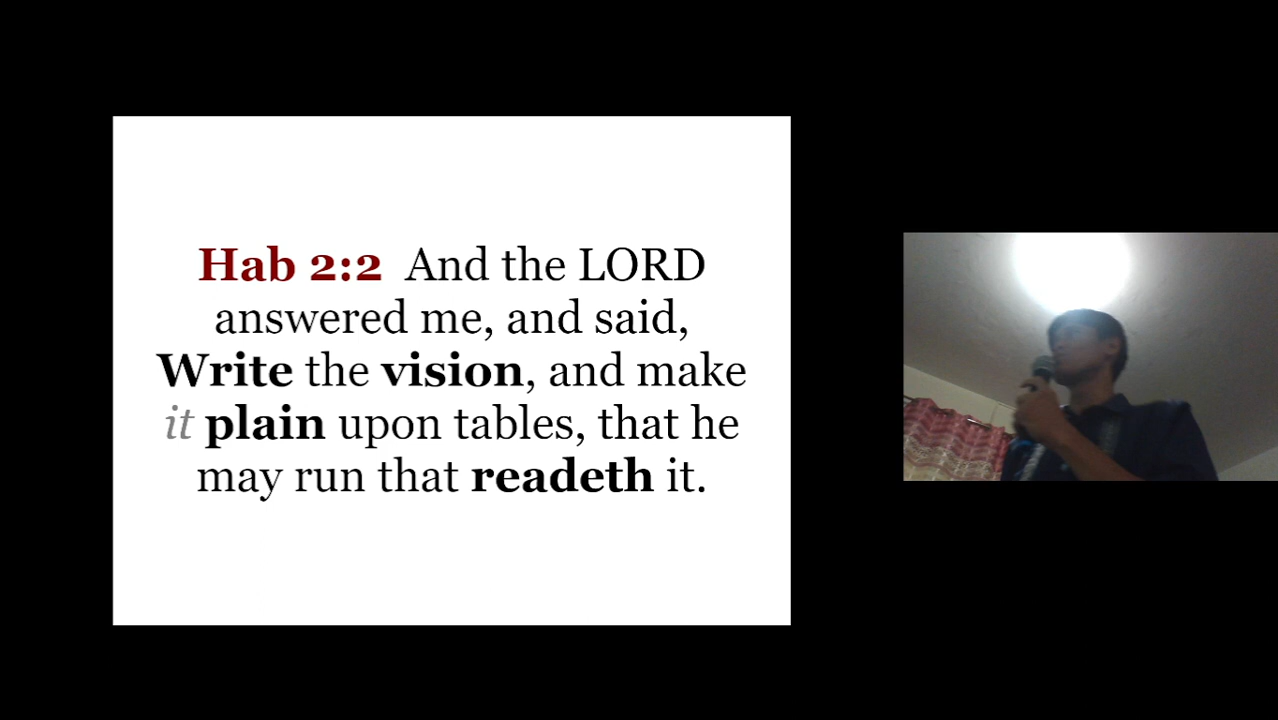 Hab 2:2 And the LORD
answered me, and said,
Write the vision, and make
it plain upon tables, that he
may run that readeth it.